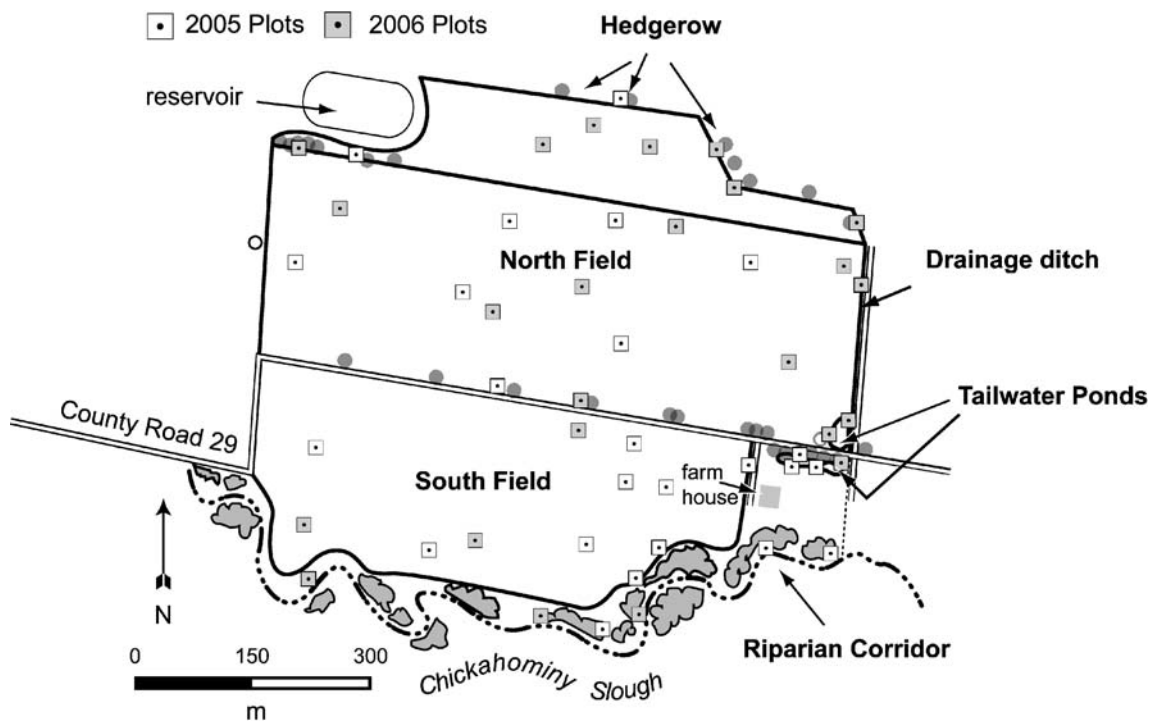 2005 Plots
2006 Plots
Hedgerow
reservoir
North Field
Drainage ditch
Tailwater Ponds
County Road 29
South Field
farm
house
N
Riparian Corridor
Chickahominy Slough
0 150 300
m